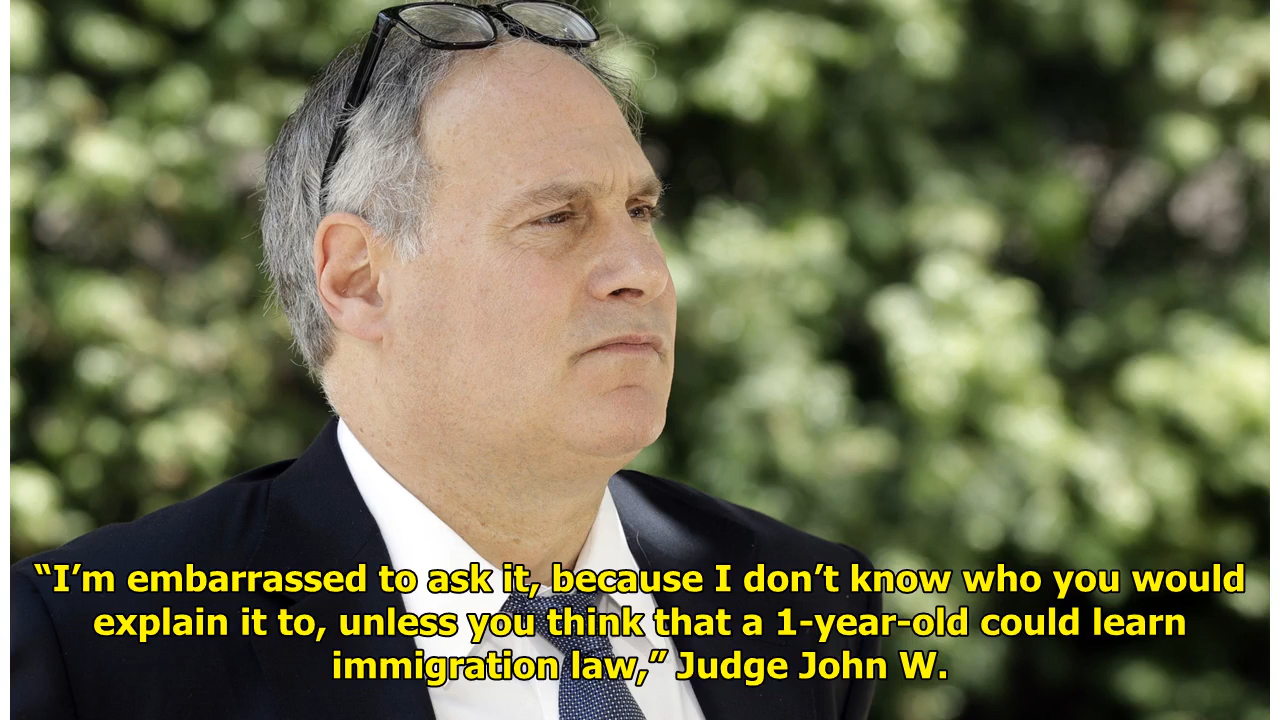 “I’m embarrassed to ask it, because I don’t know who you would
explain it to, unless you think that a 1-year-old could learn
immigration law,” Judge John W.